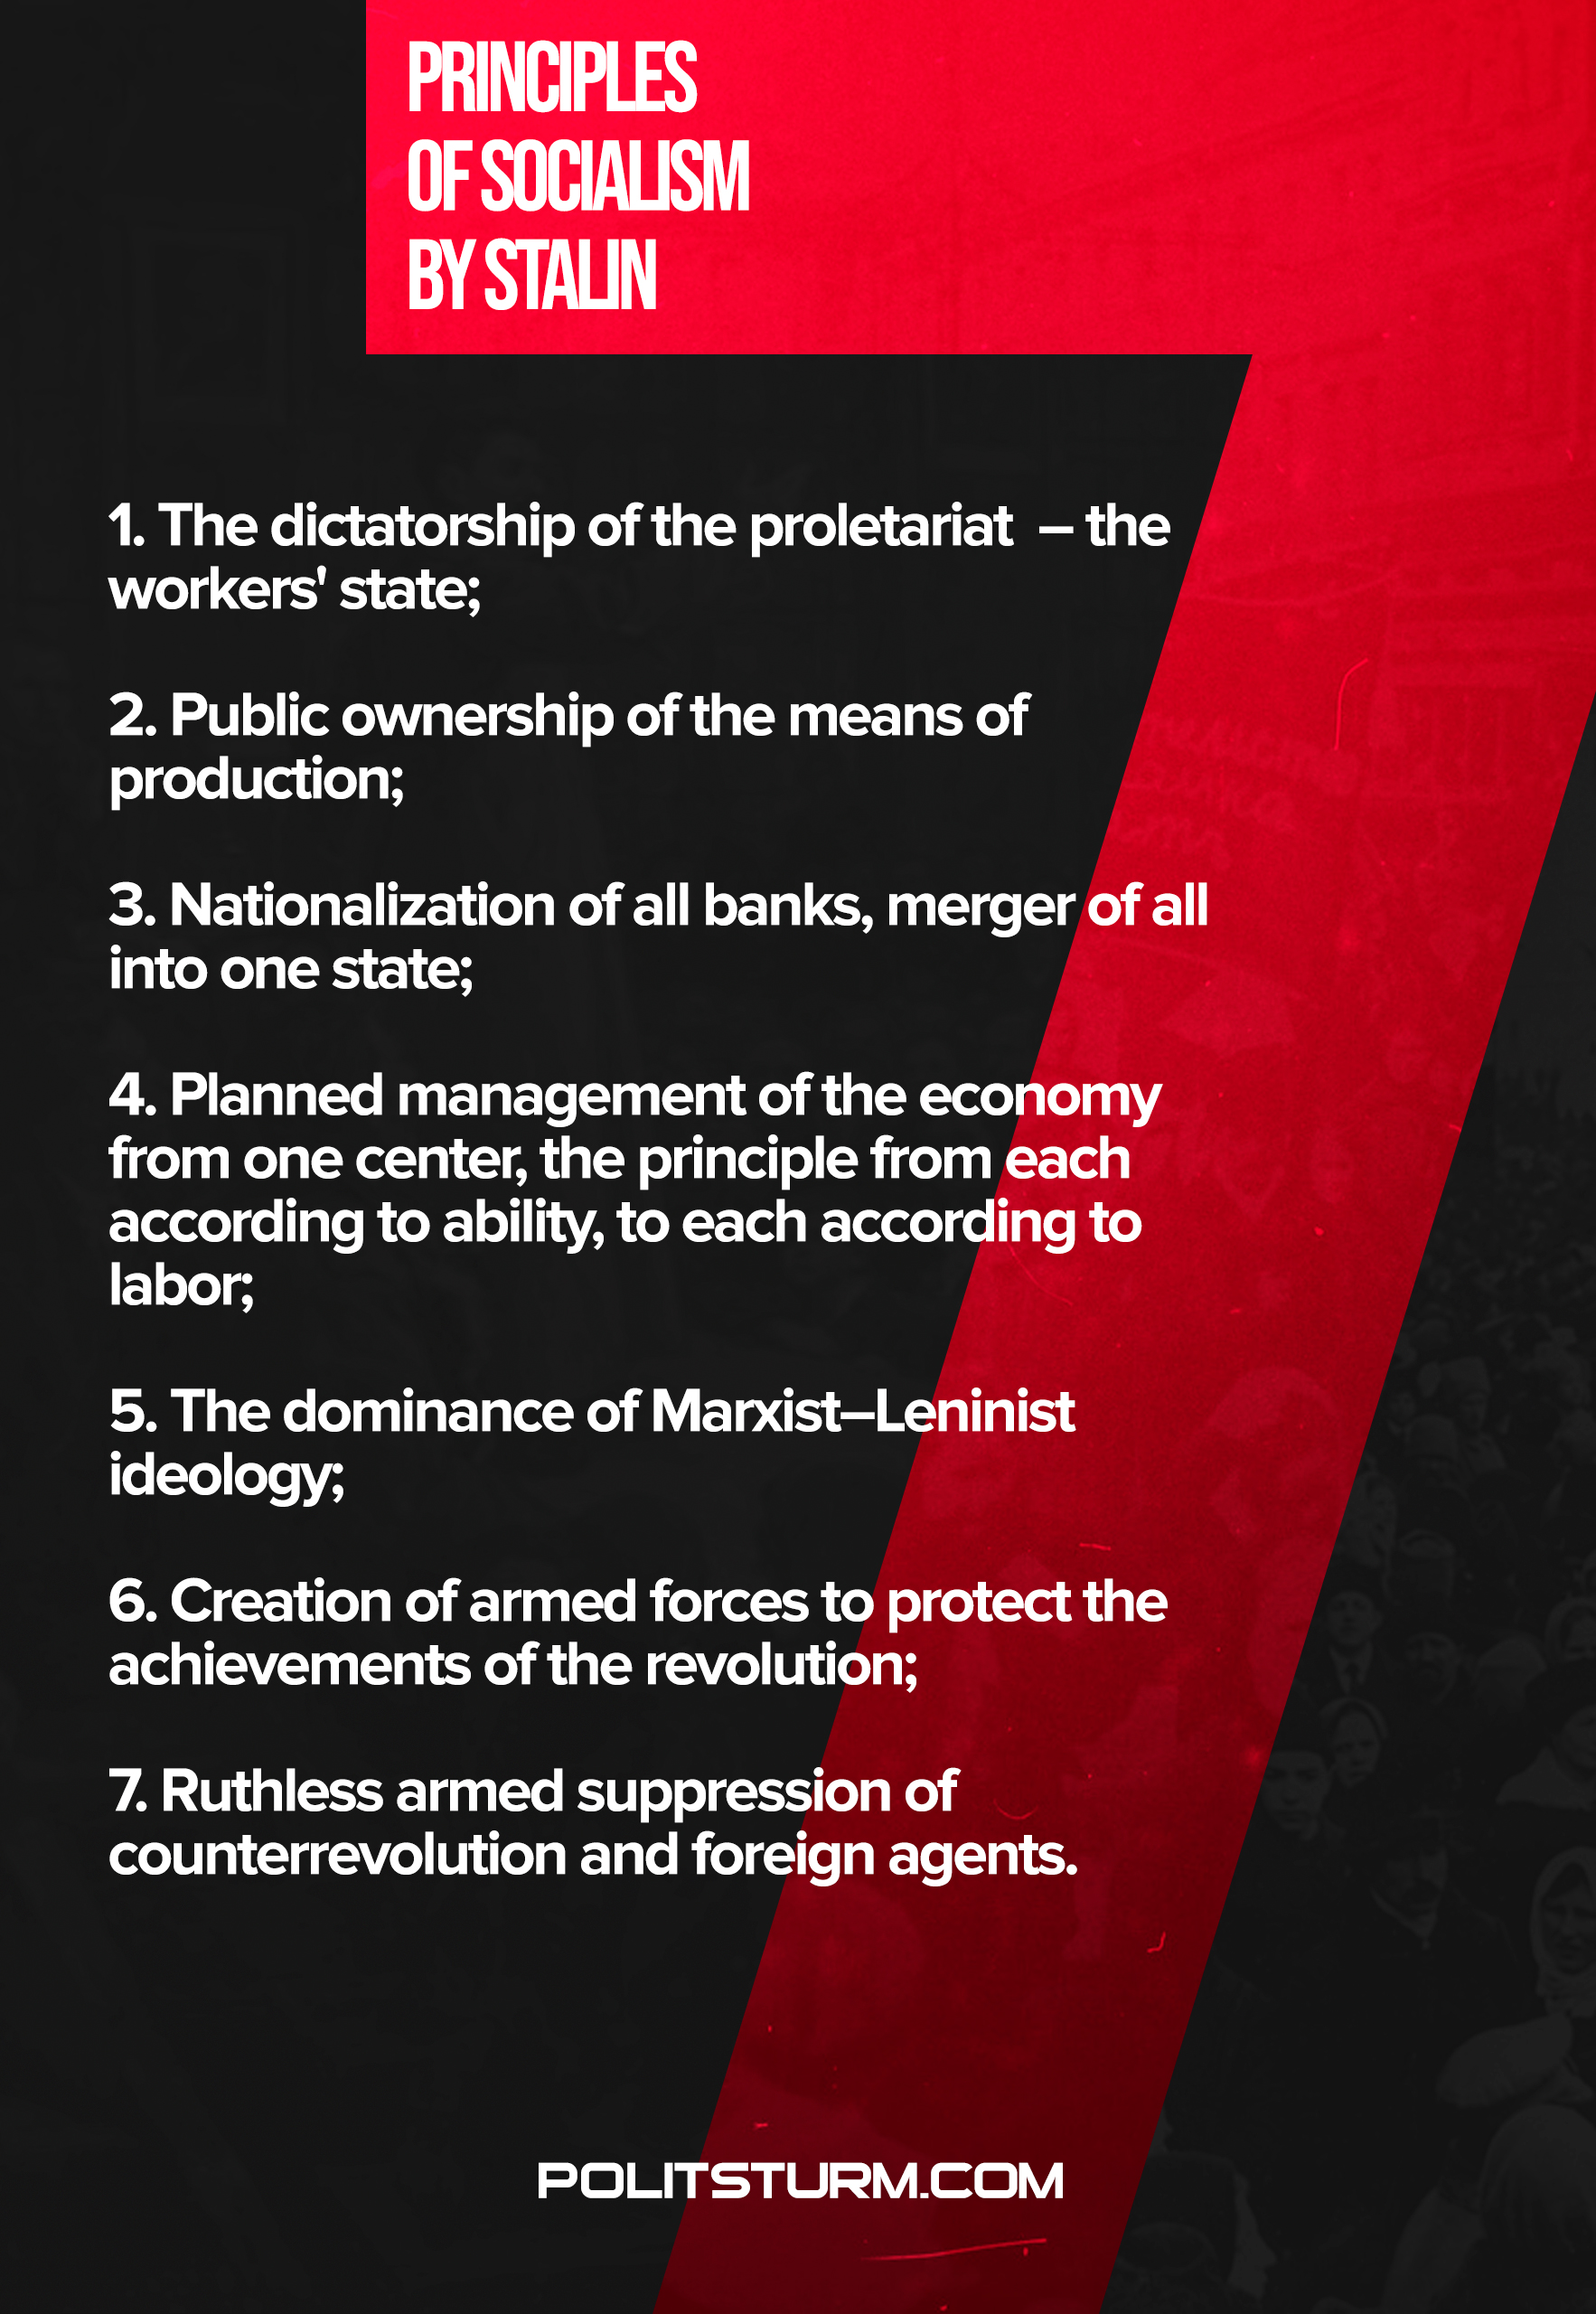 PRINCIPLES
OF SOCIALISM
BY STALIN
1. The dictatorship of the proletariat  – the
workers' state;
2. Public ownership of the means of
production;
3. Nationalization of all banks, merger of all
into one state;
4. Planned management of the economy
from one center, the principle from each
according to ability, to each according to
labor;
5. The dominance of Marxist–Leninist
ideology;
6. Creation of armed forces to protect the
achievements of the revolution;
7. Ruthless armed suppression of
counterrevolution and foreign agents.
POLITSTURM.COM